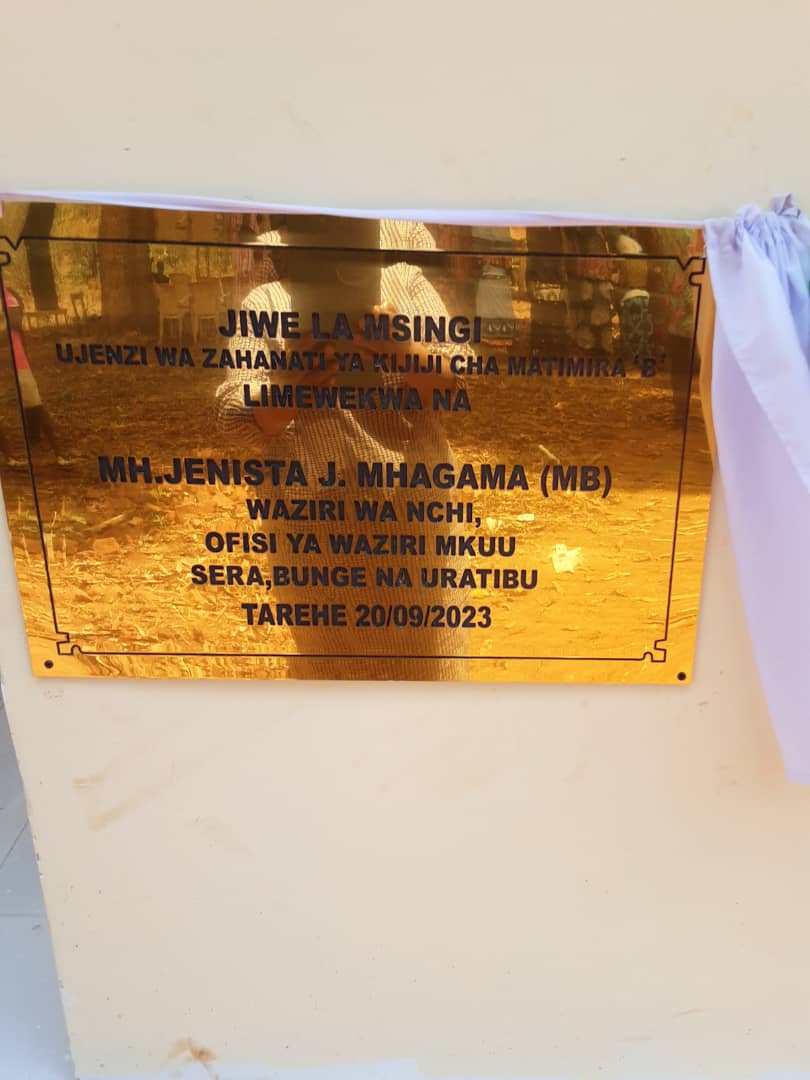 JIWE LA MSINGI
UJENZI WA ZAHANATI YA KIJIJI CHA MATIMIRA 'B'
LIMEWEKWA NA
MH.JENISTA J. MHAGAMA (MB)
WAZIRI WA NCHI,
OFISI YA WAZIRI MKUU
SERA,BUNGE NA URATIBU
TAREHE 20/09/2023